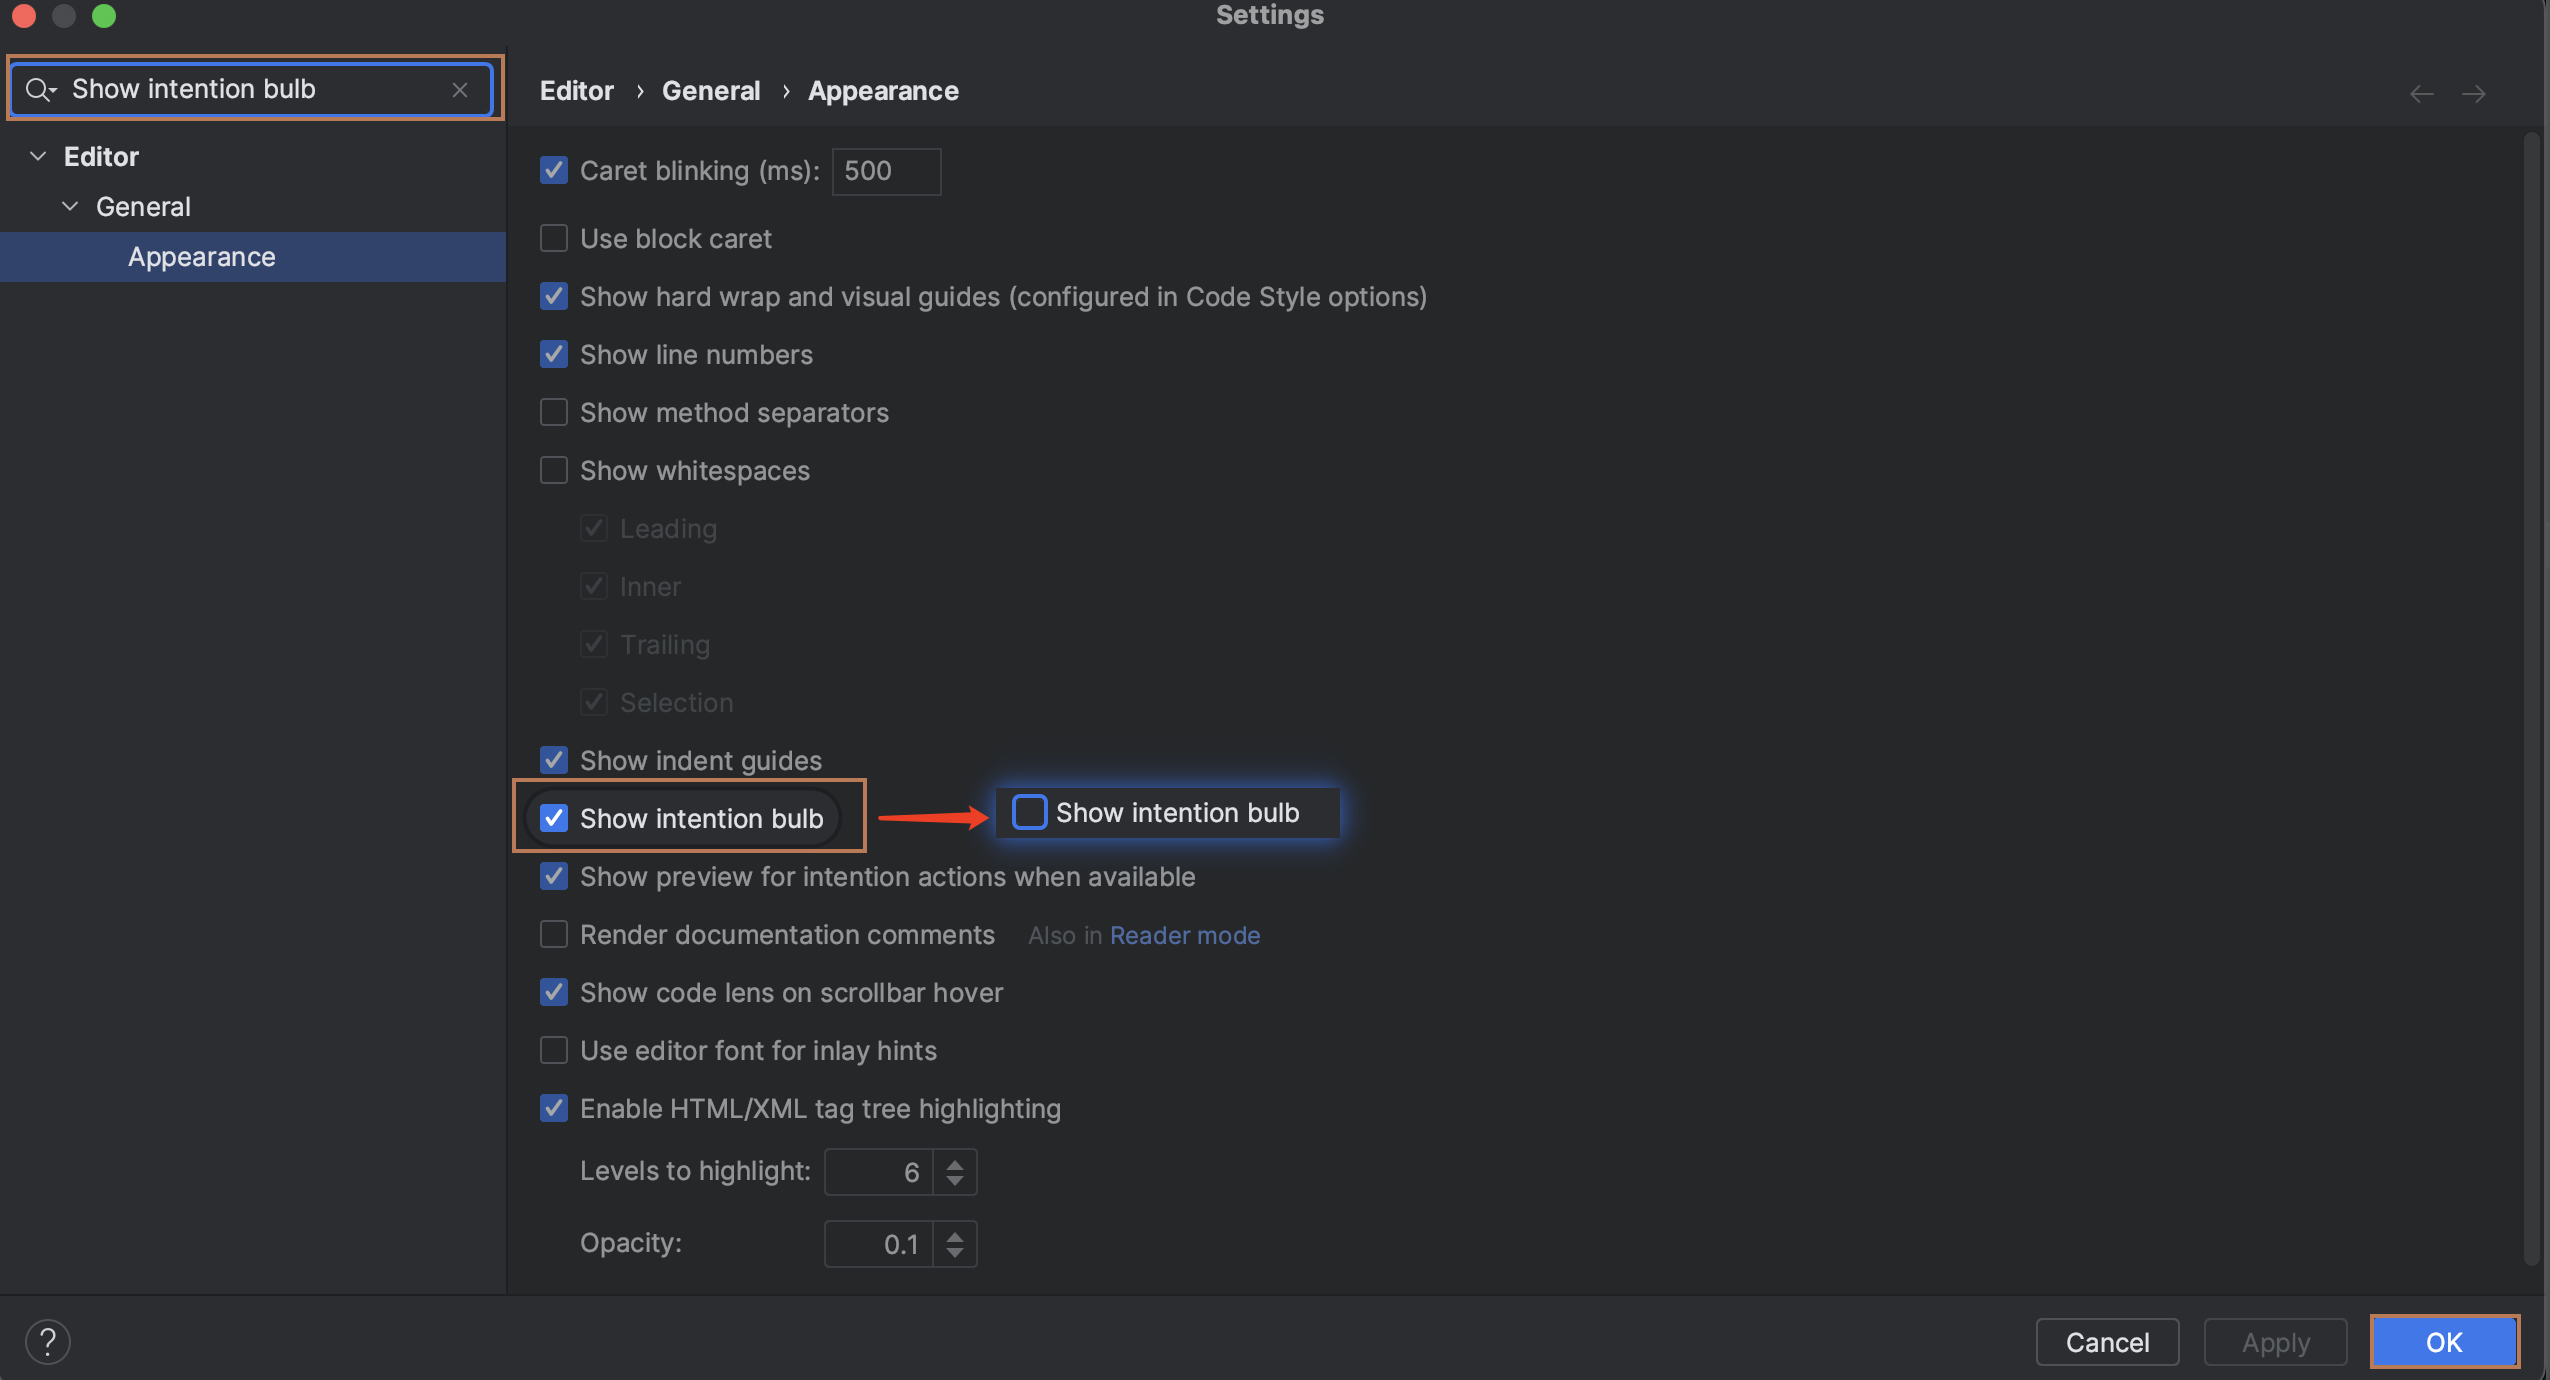 Settings
Show intention bulb
Editor
General
Appearance
Editor › General › Appearance
Caret blinking (ms): 500
Use block caret
Show hard wrap and visual guides (configured in Code Style options)
Show line numbers
Show method separators
Show whitespaces
Leading
Inner
Trailing
Selection
Show indent guides
Show intention bulb Show intention bulb
Show preview for intention actions when available
Render documentation comments Also in Reader mode
Show code lens on scrollbar hover
Use editor font for inlay hints
Enable HTML/XML tag tree highlighting
Levels to highlight: 6
Opacity: 0.1
? Cancel Apply OK